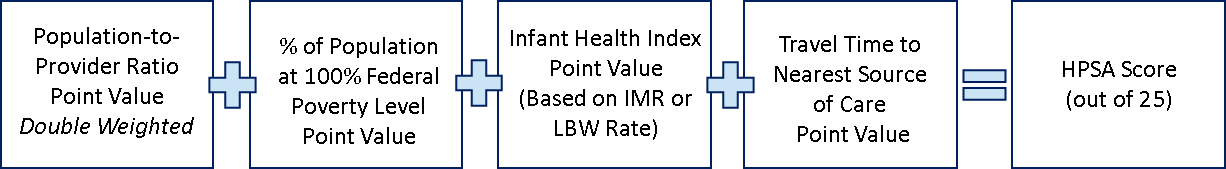 Population-to-
Provider Ratio
Point Value
Double Weighted
% of Population
at 100% Federal
Poverty Level
Point Value
Infant Health Index
Point Value
(Based on IMR or
LBW Rate)
Travel Time to
Nearest Source
of Care
Point Value
HPSA Score
(out of 25)